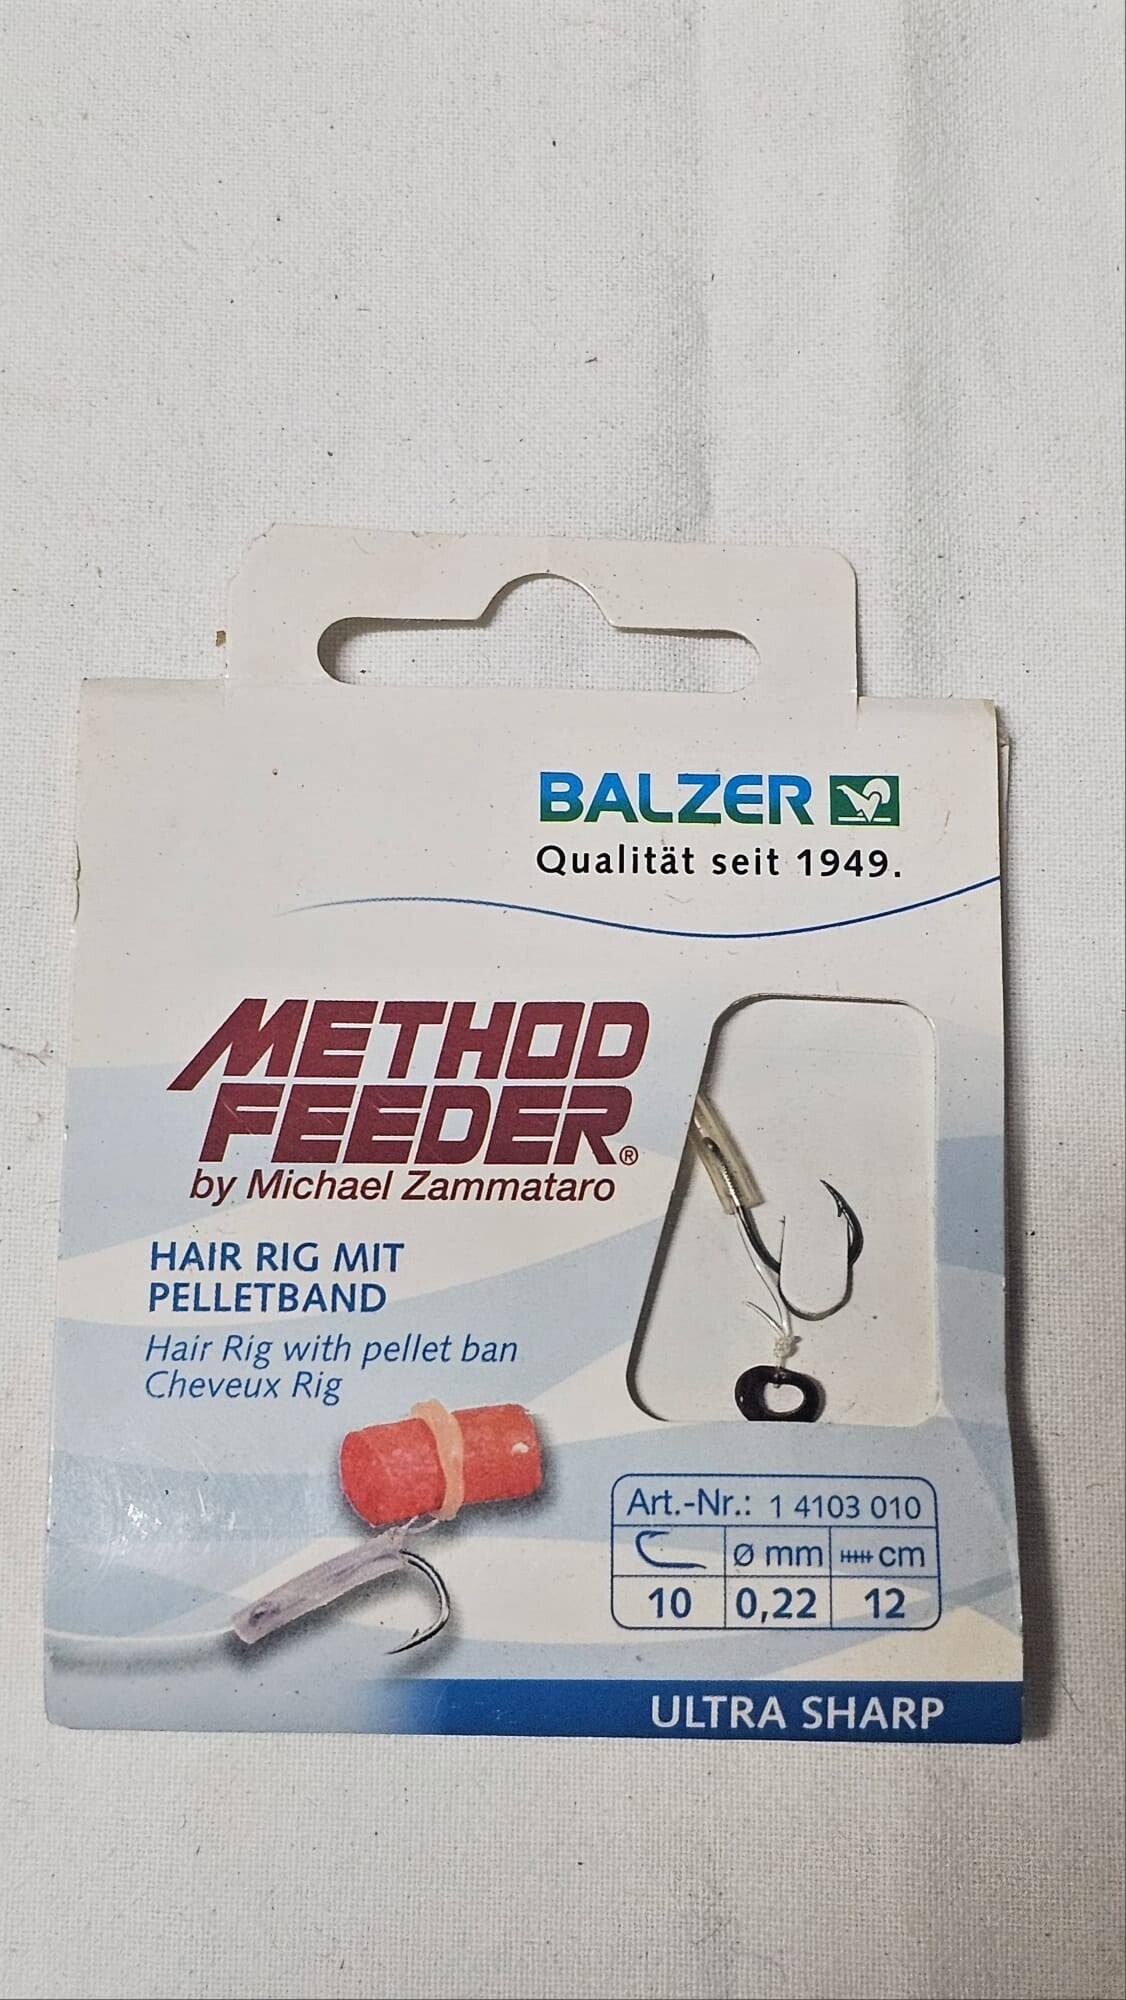 BALZER
Qualität seit 1949.
METHOD
FEEDER®
by Michael Zammataro
HAIR RIG MIT
PELLETBAND
Hair Rig with pellet ban
Cheveux Rig
Art.-Nr.: 1 4103 010
Ø mm cm
10 0,22 12
ULTRA SHARP